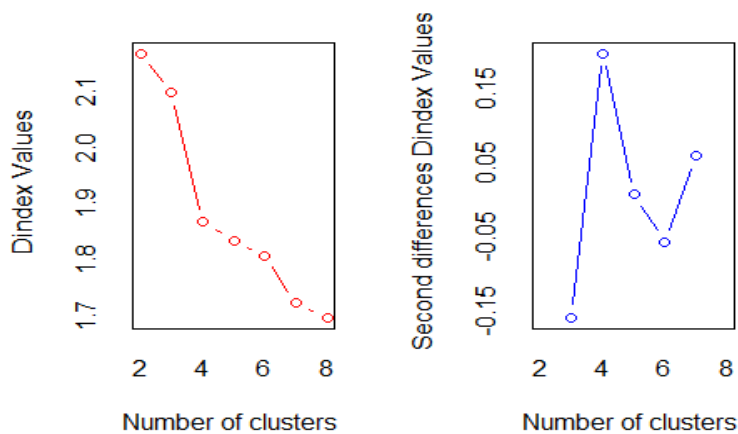 Dindex Values
2.1
2.0
1.9
1.8
1.7
2 4 6 8
Number of clusters
Second differences Dindex Values
0.15
0.05
-0.05
-0.15
2 4 6 8
Number of clusters